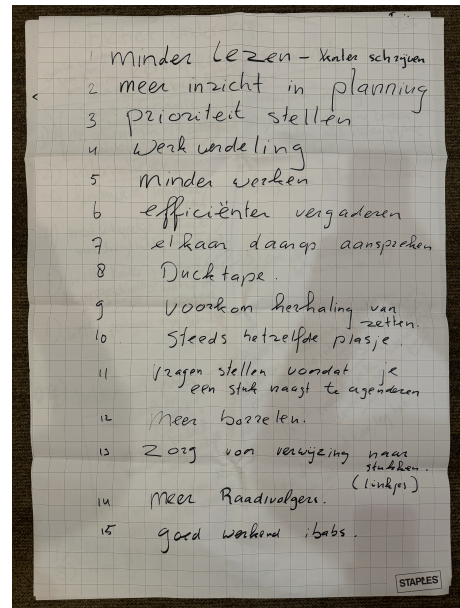 1 minder lezen - korter schrijven
2 meer inzicht in planning
3 prioriteit stellen
4 werkverdeling
5 minder werken
6 efficiënter vergaderen
7 elkaar daarop aanspreken
8 Ducktape.
9 voorkom herhaling van
zetten.
10 Steeds hetzelfde plasje.
11 vragen stellen voordat je
een stuk vraagt te agenderen
12 Meer borrelen.
13 Zorg voor verwijzing naar
stukken.
(linkjes)
14 meer Raadsvolgers.
15 goed werkend ibabs.
STAPLES